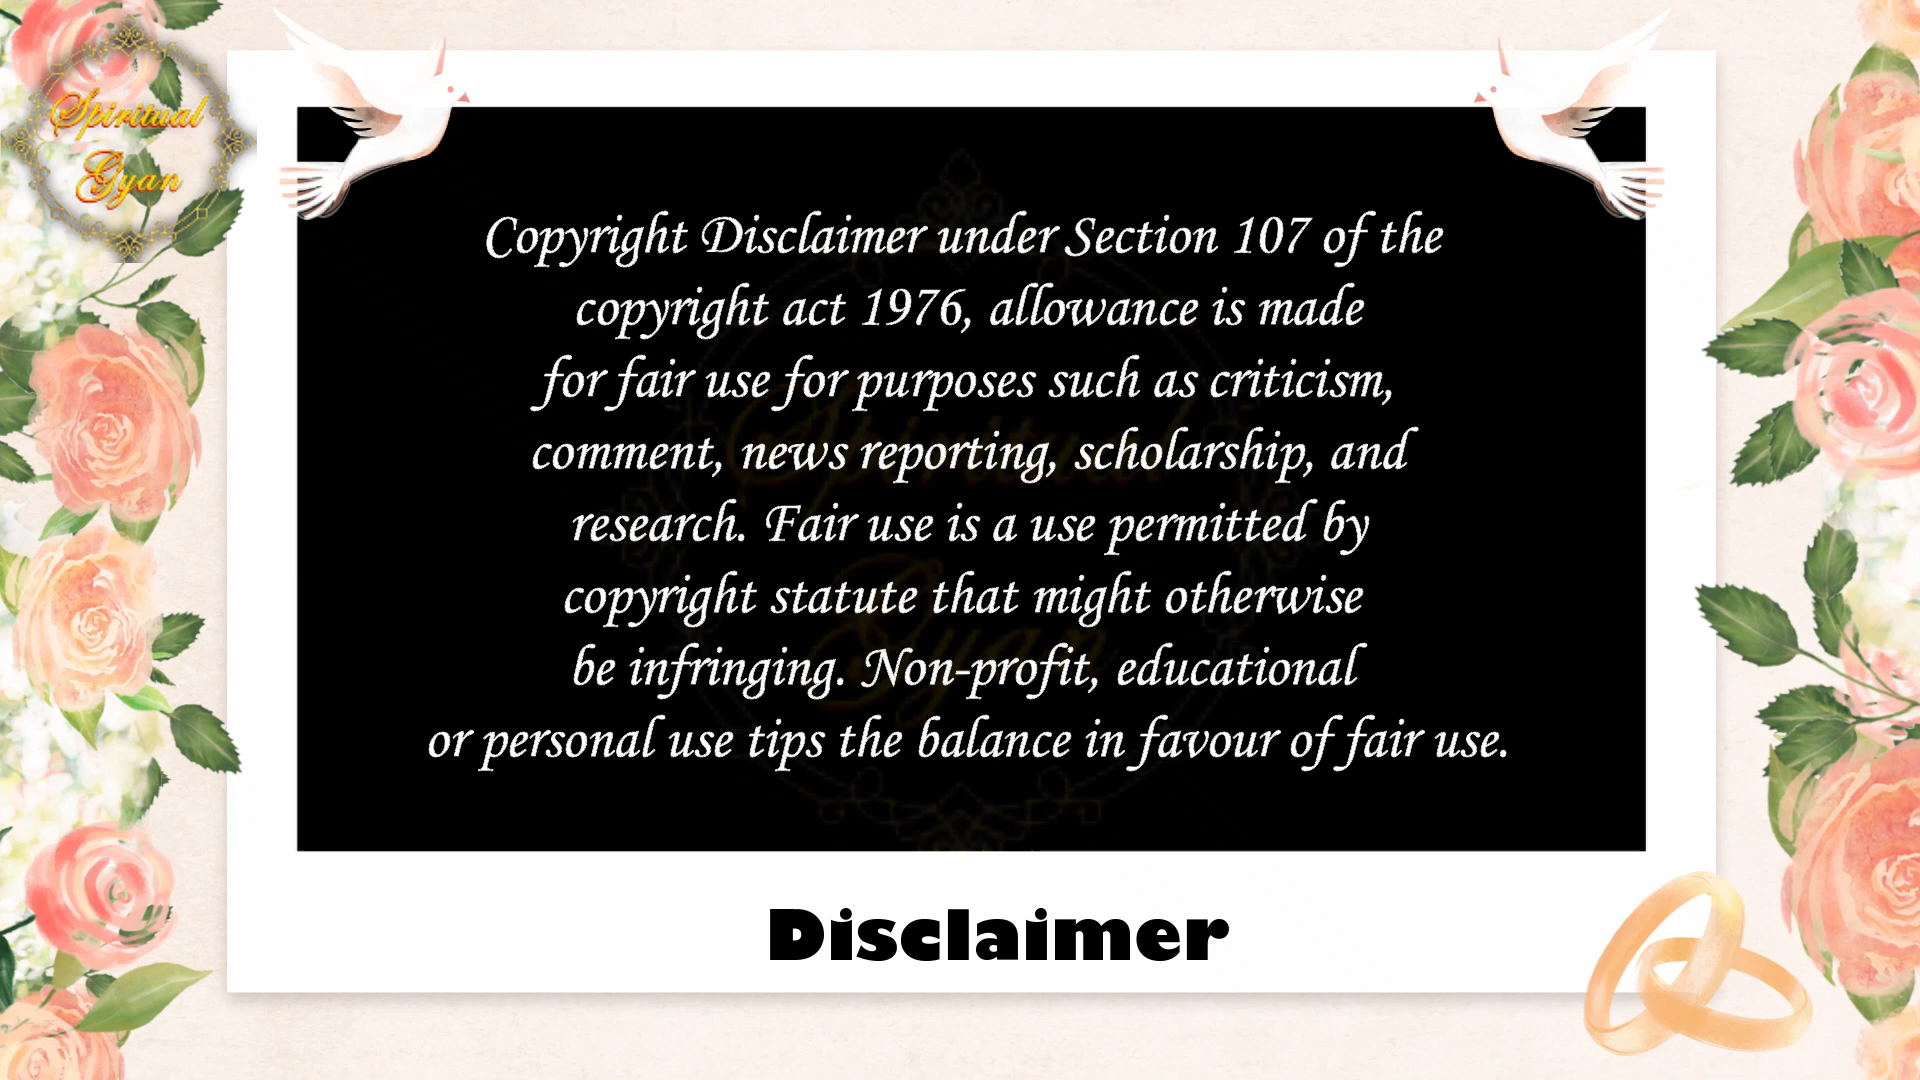 Spiritual
Gyan
Copyright Disclaimer under Section 107 of the
copyright act 1976, allowance is made
for fair use for purposes such as criticism,
comment, news reporting, scholarship, and
research. Fair use is a use permitted by
copyright statute that might otherwise
be infringing. Non-profit, educational
or personal use tips the balance in favour of fair use.
Disclaimer